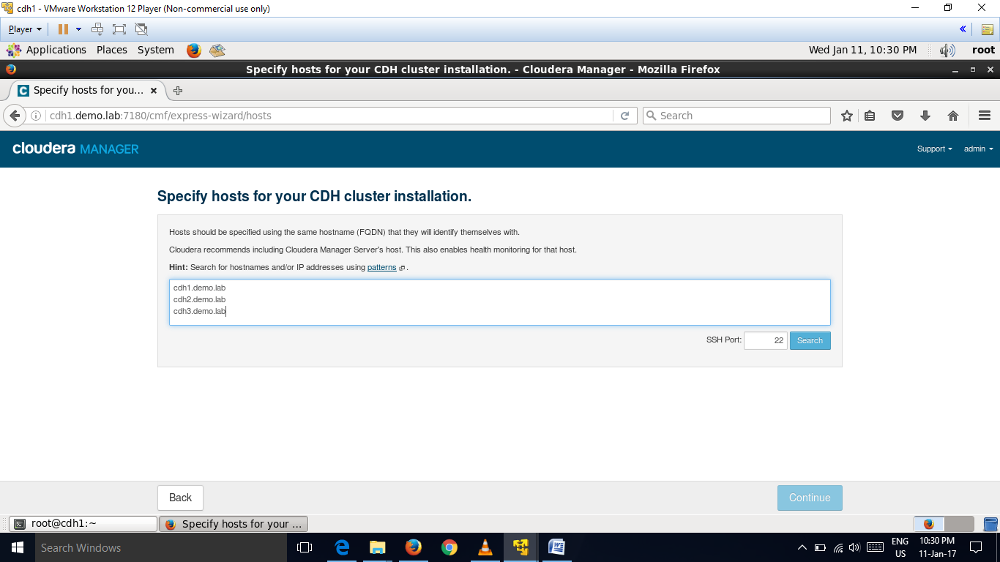 cdh1 - VMware Workstation 12 Player (Non-commercial use only)
Player
Applications Places System Wed Jan 11, 10:30 PM root
Specify hosts for your CDH cluster installation. - Cloudera Manager - Mozilla Firefox
Specify hosts for you...
cdh1.demo.lab:7180/cmf/express-wizard/hosts Search
cloudera MANAGER Support admin
Specify hosts for your CDH cluster installation.
Hosts should be specified using the same hostname (FQDN) that they will identify themselves with.
Cloudera recommends including Cloudera Manager Server's host. This also enables health monitoring for that host.
Hint: Search for hostnames and/or IP addresses using patterns .
cdh1.demo.lab
cdh2.demo.lab
cdh3.demo.lab
SSH Port: 22 Search
Back Continue
root@cdh1:~ Specify hosts for your ...
Search Windows
ENG 10:30 PM
US 11-Jan-17